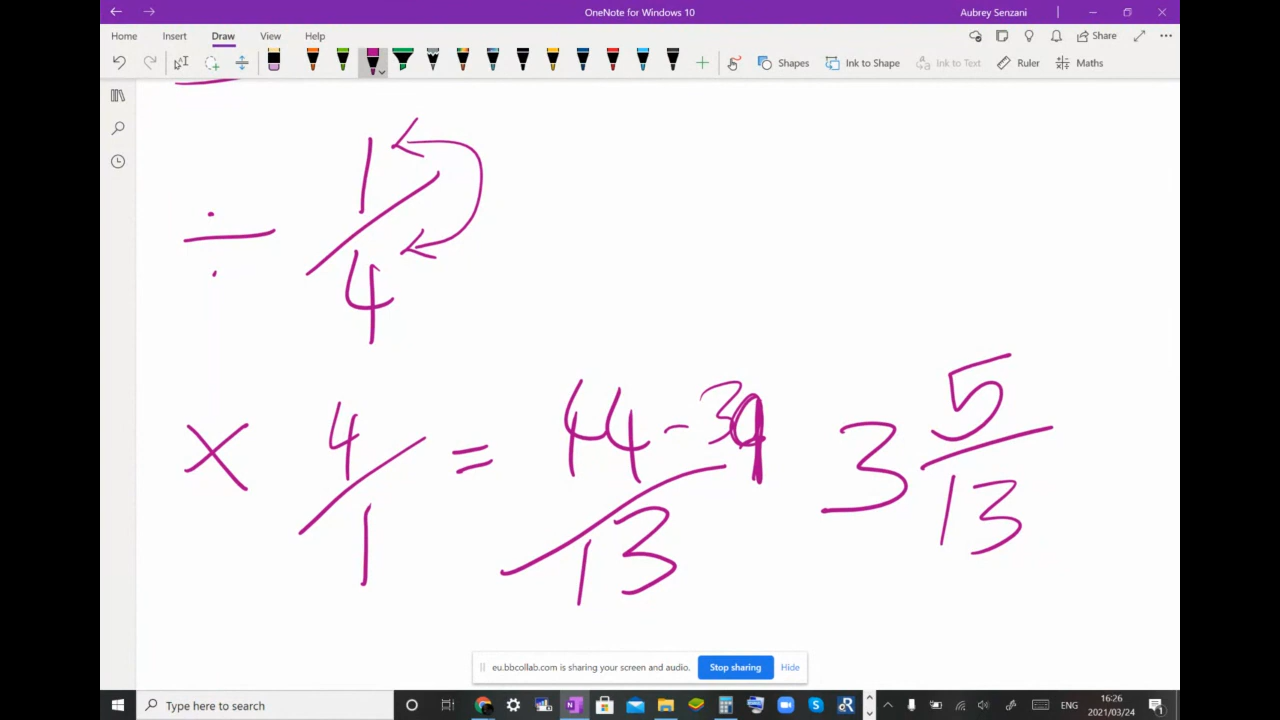 OneNote for Windows 10
Aubrey Senzani
Home Insert Draw View Help
Share
Shapes Ink to Shape Ink to Text Ruler Maths
÷ 1/4
× 4/1 = 44-39/13 3 5/13
eu.bbcollab.com is sharing your screen and audio. Stop sharing Hide
Type here to search
ENG
16:26
2021/03/24